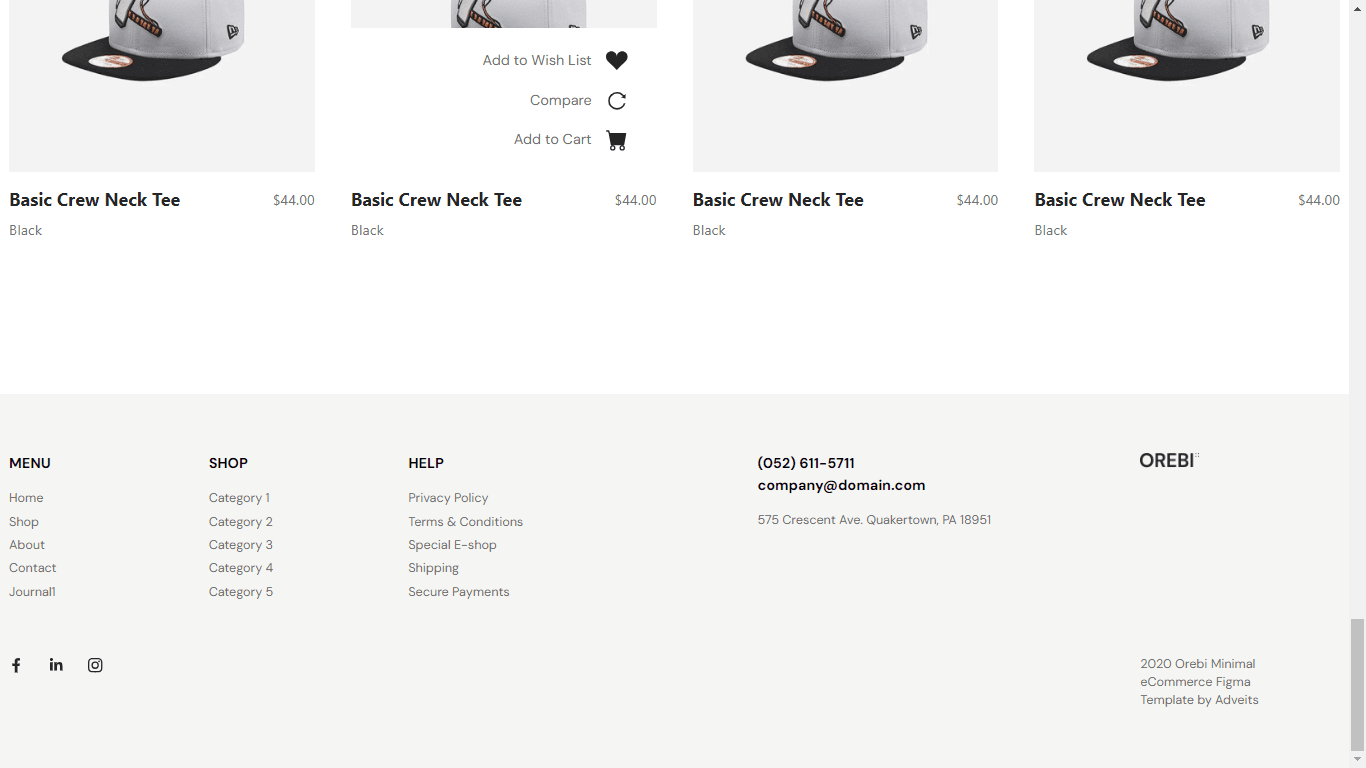 Add to Wish List
Compare
Add to Cart
Basic Crew Neck Tee $44.00
Black
Basic Crew Neck Tee $44.00
Black
Basic Crew Neck Tee $44.00
Black
Basic Crew Neck Tee $44.00
Black
MENU
Home
Shop
About
Contact
Journal1
SHOP
Category 1
Category 2
Category 3
Category 4
Category 5
HELP
Privacy Policy
Terms & Conditions
Special E-shop
Shipping
Secure Payments
(052) 611-5711
company@domain.com
575 Crescent Ave. Quakertown, PA 18951
OREBI
2020 Orebi Minimal
eCommerce Figma
Template by Adveits